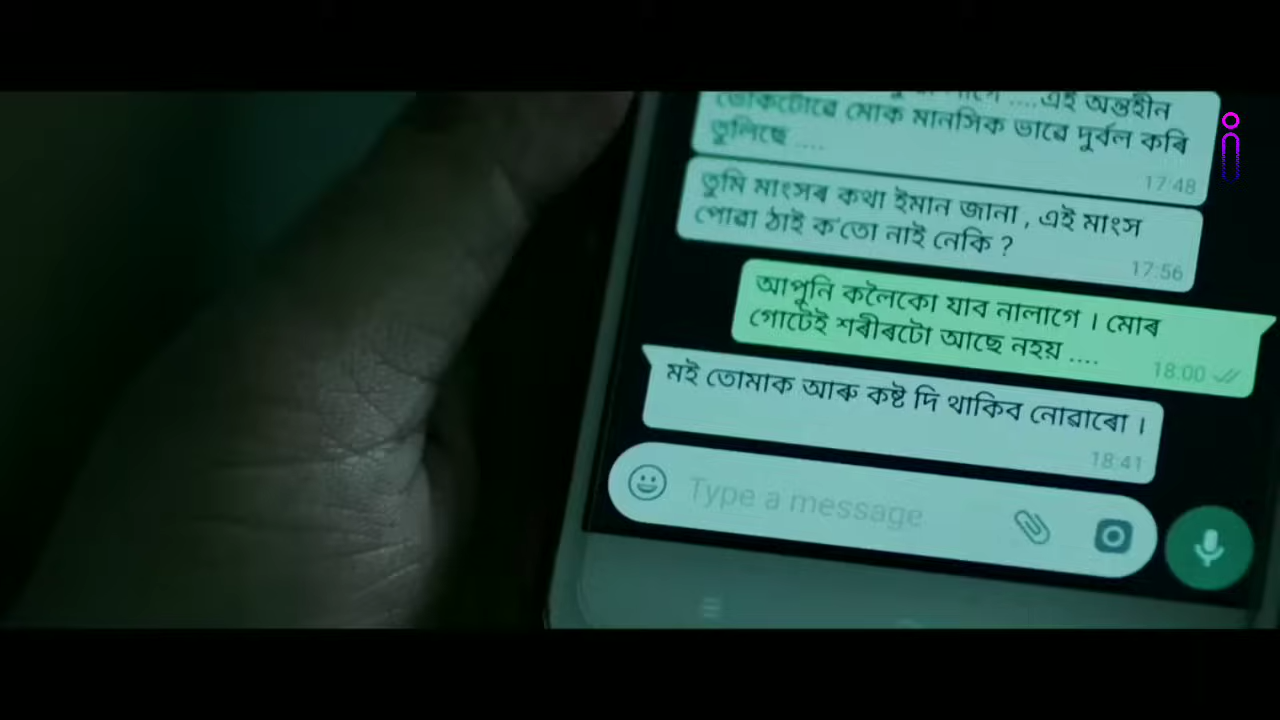 ....এই অন্তহীন
ভোকটোৱে মোক মানসিক ভাৱে দুৰ্বল কৰি
তুলিছে ....
17:48
তুমি মাংসৰ কথা ইমান জানা , এই মাংস
পোৱা ঠাই ক'তো নাই নেকি ?
17:56
আপুনি কলৈকো যাব নালাগে । মোৰ
গোটেই শৰীৰটো আছে নহয় ....
18:00
মই তোমাক আৰু কষ্ট দি থাকিব নোৱাৰো ।
18:41
Type a message